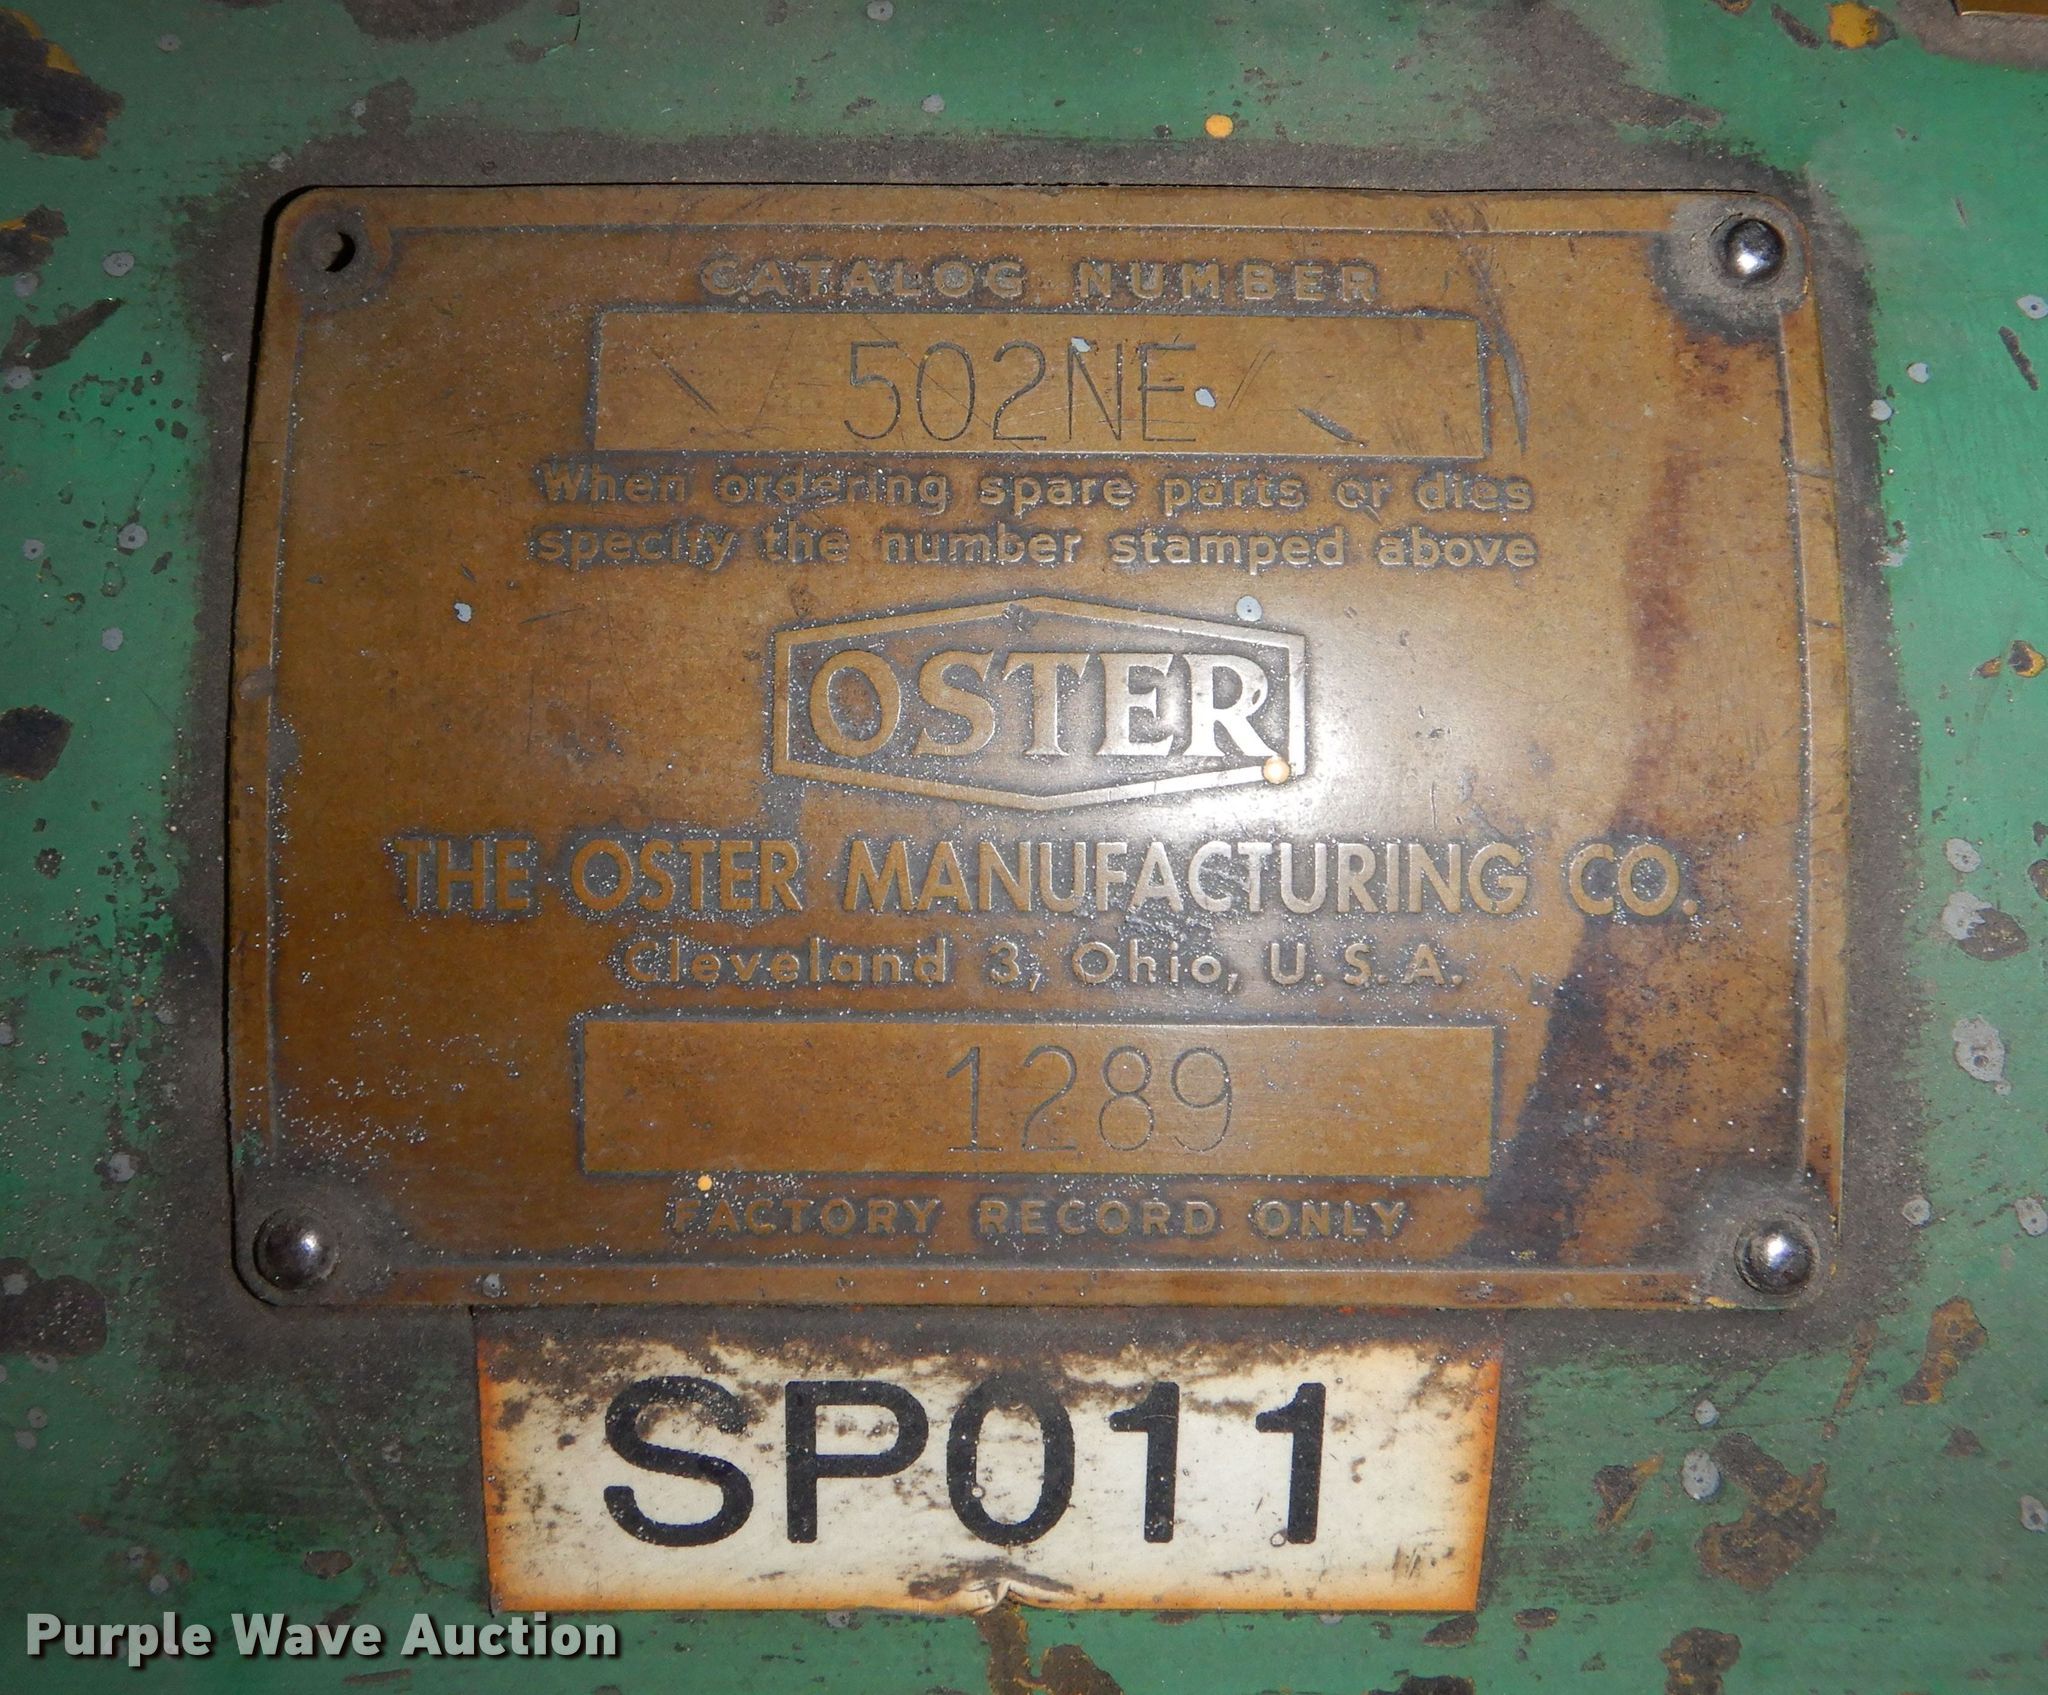 CATALOG NUMBER
502NE
When ordering spare parts or dies
specify the number stamped above
OSTER
THE OSTER MANUFACTURING CO.
Cleveland 3, Ohio, U.S.A.
1289
FACTORY RECORD ONLY
SP011
Purple Wave Auction